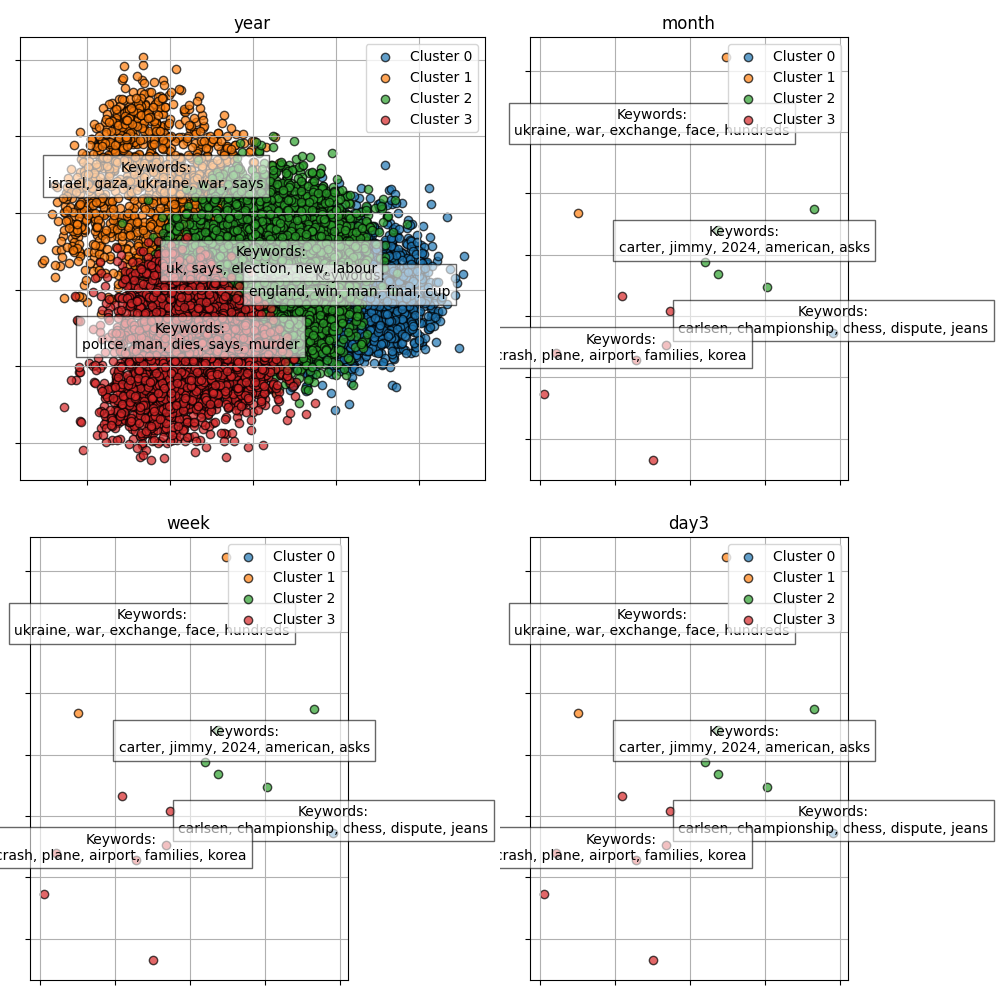 year
Cluster 0
Cluster 1
Cluster 2
Cluster 3
Keywords:
israel, gaza, ukraine, war, says
Keywords:
uk, says, election, new, labour
Keywords:
england, win, man, final, cup
Keywords:
police, man, dies, says, murder
month
Cluster 0
Cluster 1
Cluster 2
Cluster 3
Keywords:
ukraine, war, exchange, face, hundreds
Keywords:
carter, jimmy, 2024, american, asks
Keywords:
carlsen, championship, chess, dispute, jeans
Keywords:
crash, plane, airport, families, korea
week
Cluster 0
Cluster 1
Cluster 2
Cluster 3
Keywords:
ukraine, war, exchange, face, hundreds
Keywords:
carter, jimmy, 2024, american, asks
Keywords:
carlsen, championship, chess, dispute, jeans
Keywords:
crash, plane, airport, families, korea
day3
Cluster 0
Cluster 1
Cluster 2
Cluster 3
Keywords:
ukraine, war, exchange, face, hundreds
Keywords:
carter, jimmy, 2024, american, asks
Keywords:
carlsen, championship, chess, dispute, jeans
Keywords:
crash, plane, airport, families, korea